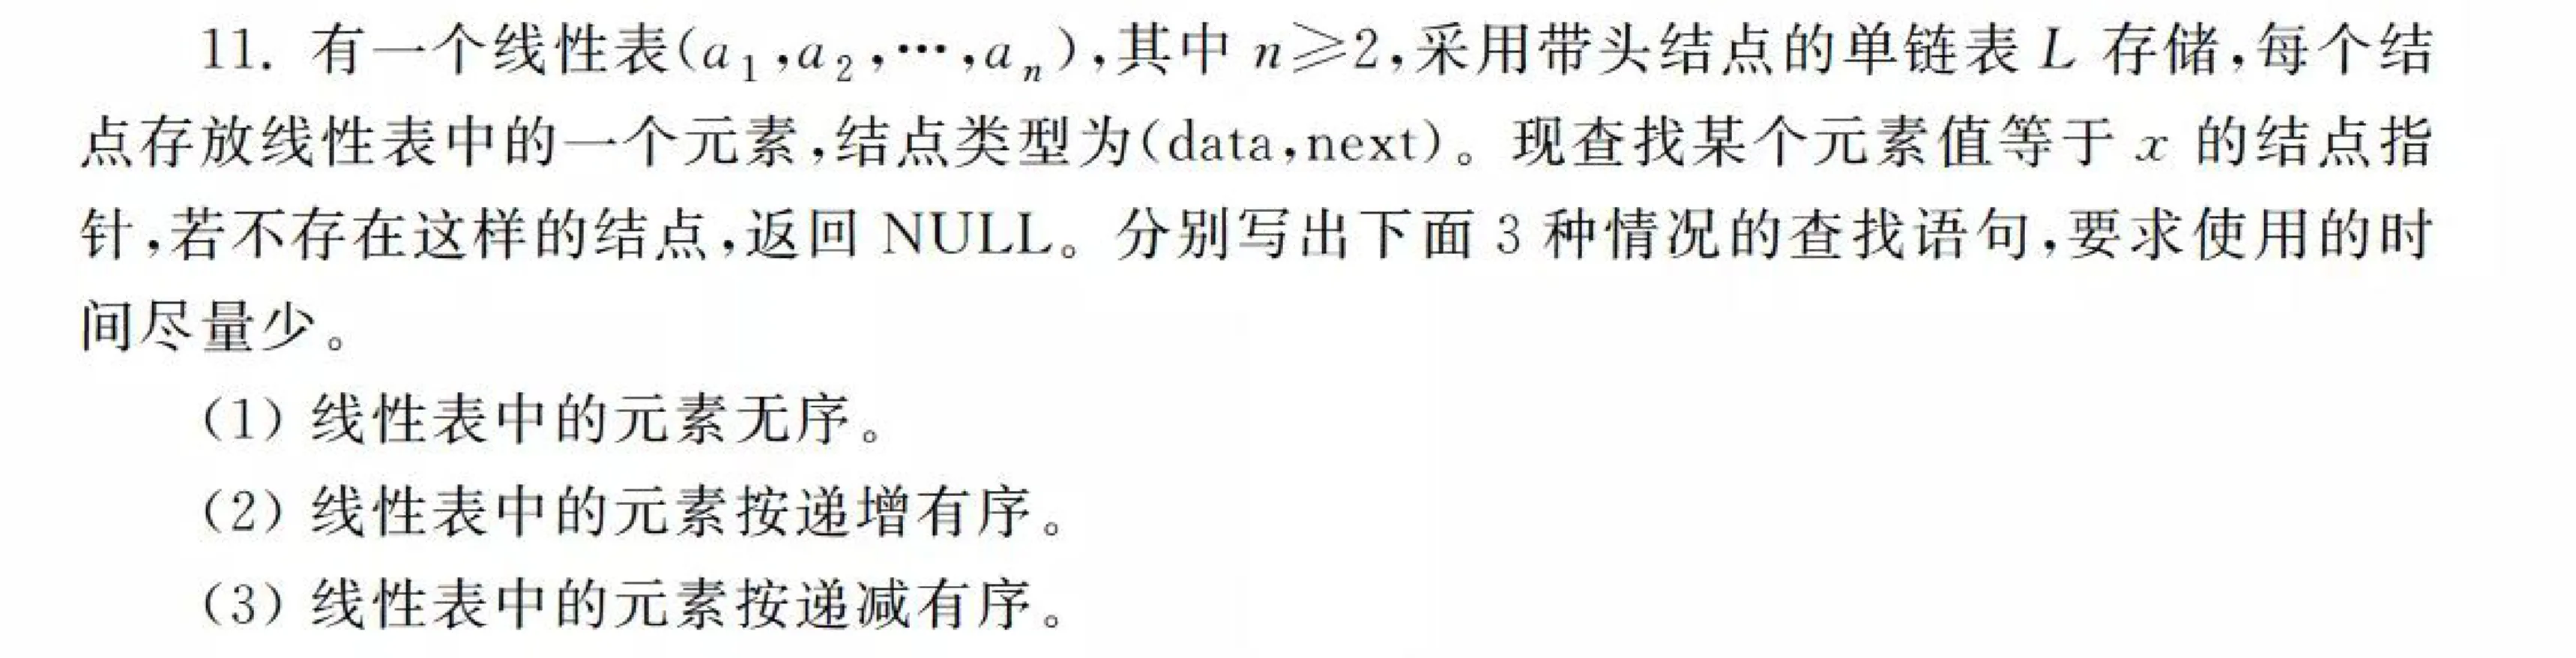 11. 有一个线性表(a₁,a₂,…,aₙ),其中 n≥2,采用带头结点的单链表 L 存储,每个结
点存放线性表中的一个元素,结点类型为(data,next)。现查找某个元素值等于 x 的结点指
针,若不存在这样的结点,返回 NULL。分别写出下面 3 种情况的查找语句,要求使用的时
间尽量少。
(1) 线性表中的元素无序。
(2) 线性表中的元素按递增有序。
(3) 线性表中的元素按递减有序。